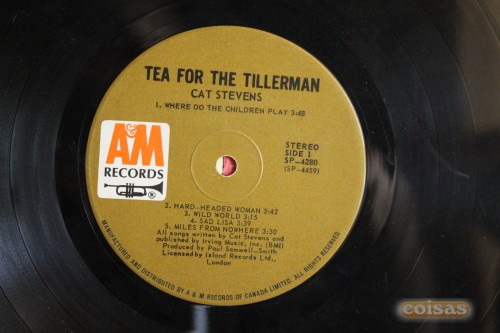 TEA FOR THE TILLERMAN
CAT STEVENS
1. WHERE DO THE CHILDREN PLAY 3:48
A&M
RECORDS
STEREO
SIDE 1
SP-4280
(SP-4459)
2. HARD-HEADED WOMAN 3:42
3. WILD WORLD 3:15
4. SAD LISA 3:39
5. MILES FROM NOWHERE 3:30
All songs written by Cat Stevens and
published by Irving Music, Inc. (BMI)
Produced by Paul Samwell-Smith
Licensed by Island Records Ltd.,
London
MANUFACTURED AND DISTRIBUTED BY A & M RECORDS OF CANADA LIMITED. ALL RIGHTS RESERVED
coisas